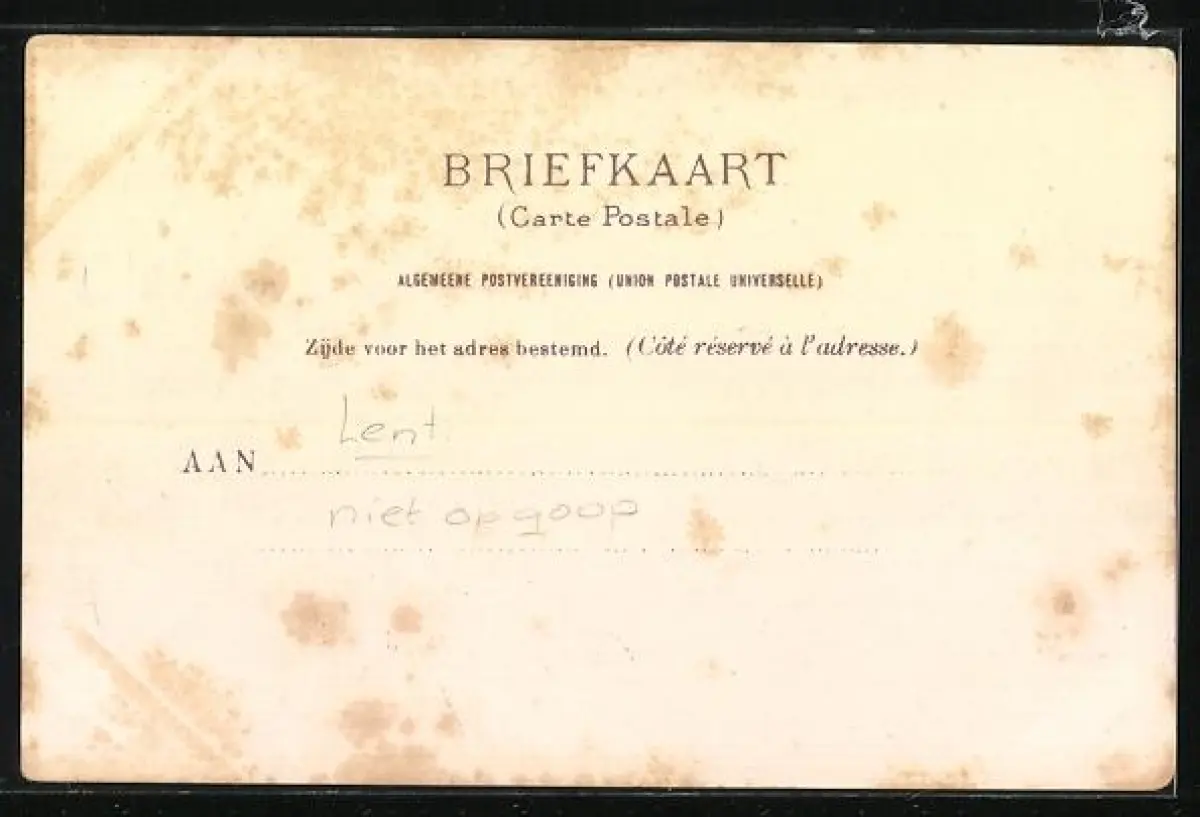 BRIEFKAART
(Carte Postale)
ALGEMEENE POSTVEREENIGING (UNION POSTALE UNIVERSELLE)
Zijde voor het adres bestemd. (Côté réservé à l'adresse.)
Lent.
AAN
niet op